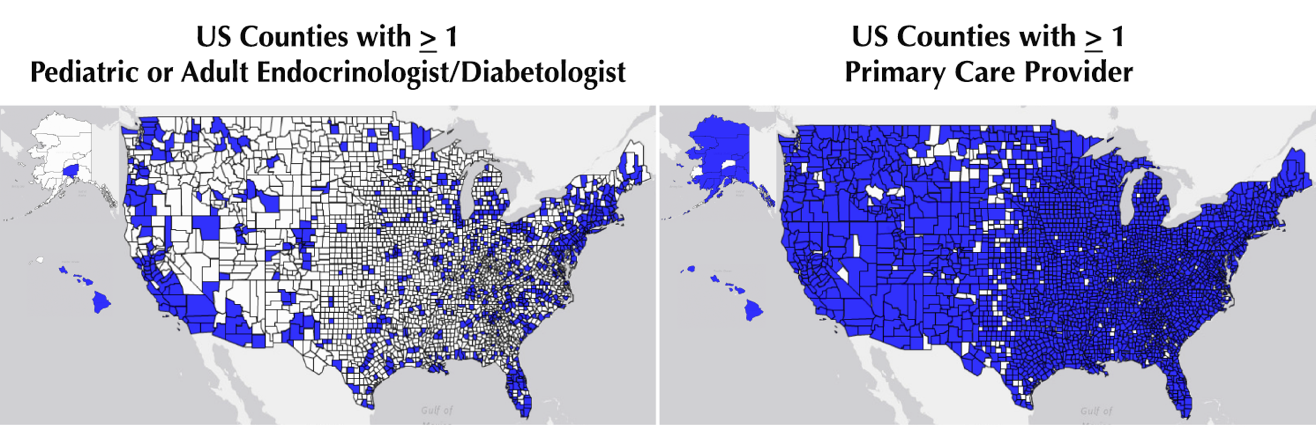 US Counties with ≥ 1
Pediatric or Adult Endocrinologist/Diabetologist
US Counties with ≥ 1
Primary Care Provider
Gulf of
Gulf of